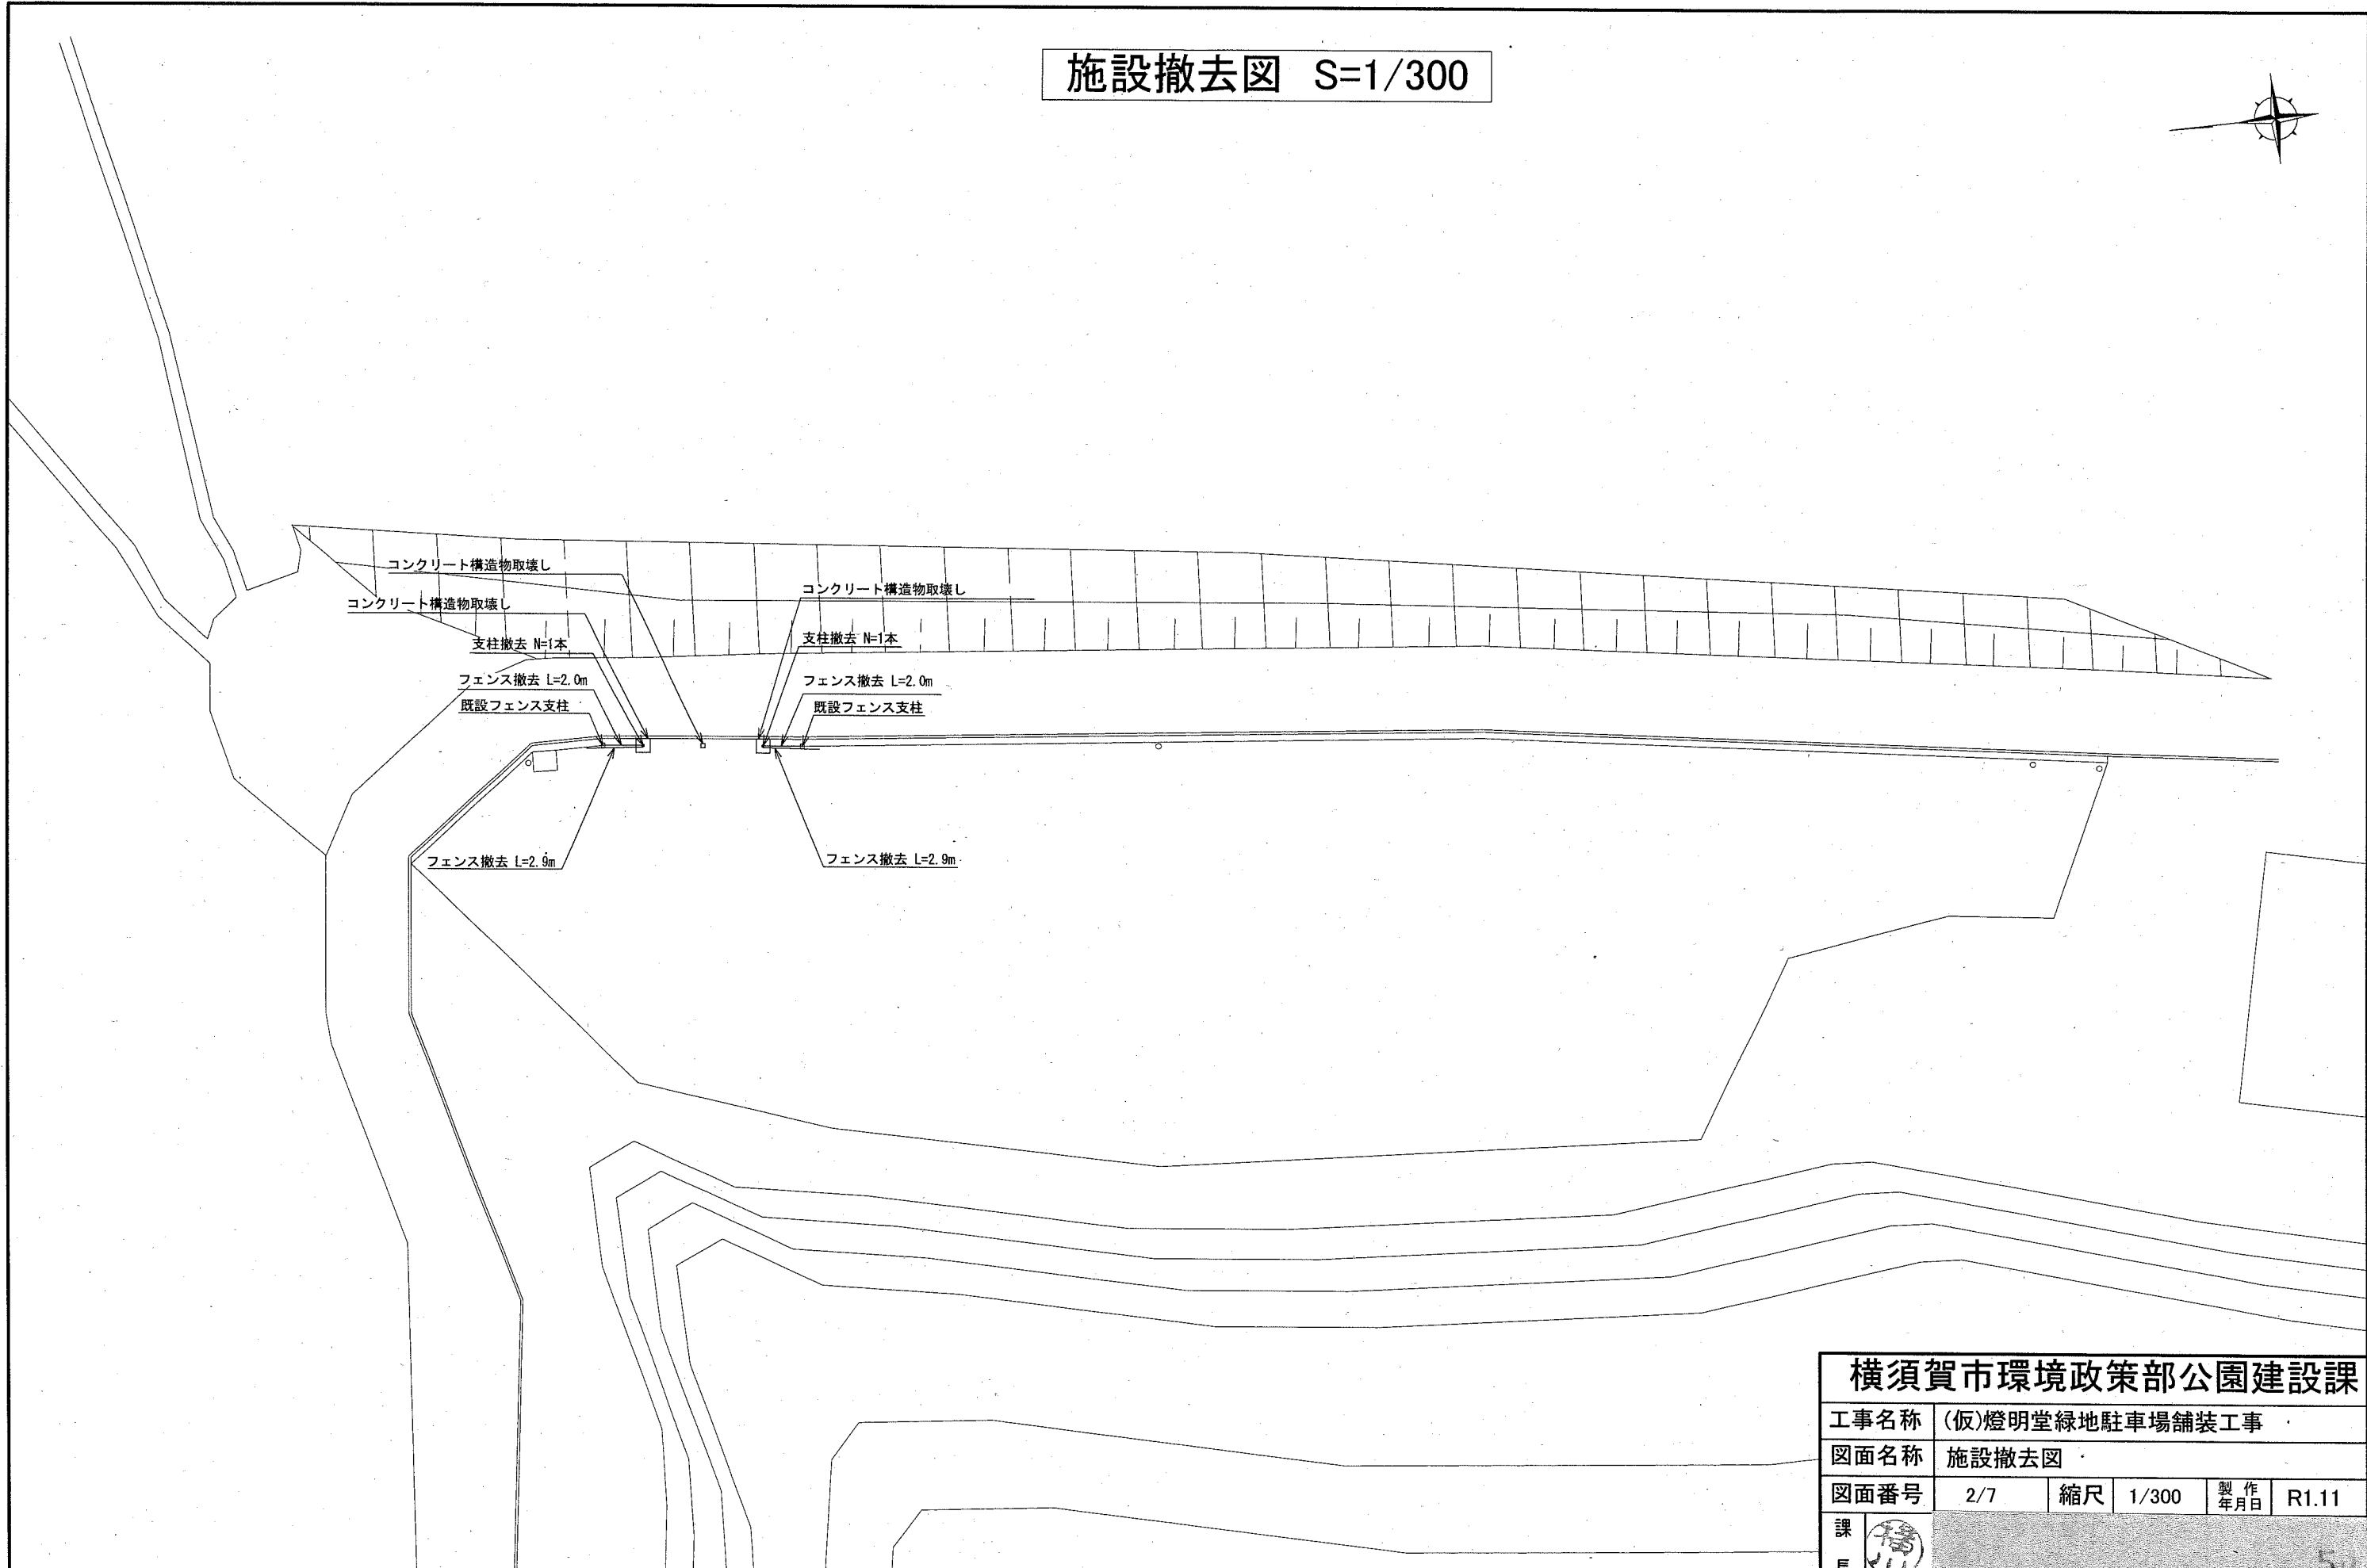 施設撤去図 S=1/300
コンクリート構造物取壊し
コンクリート構造物取壊し
コンクリート構造物取壊し
支柱撤去 N=1本
支柱撤去 N=1本
フェンス撤去 L=2.0m
フェンス撤去 L=2.0m
既設フェンス支柱
既設フェンス支柱
フェンス撤去 L=2.9m
フェンス撤去 L=2.9m
横須賀市環境政策部公園建設課
工事名称 (仮)燈明堂緑地駐車場舗装工事
図面名称 施設撤去図
図面番号 2/7 縮尺 1/300 製作年月日 R1.11
課長